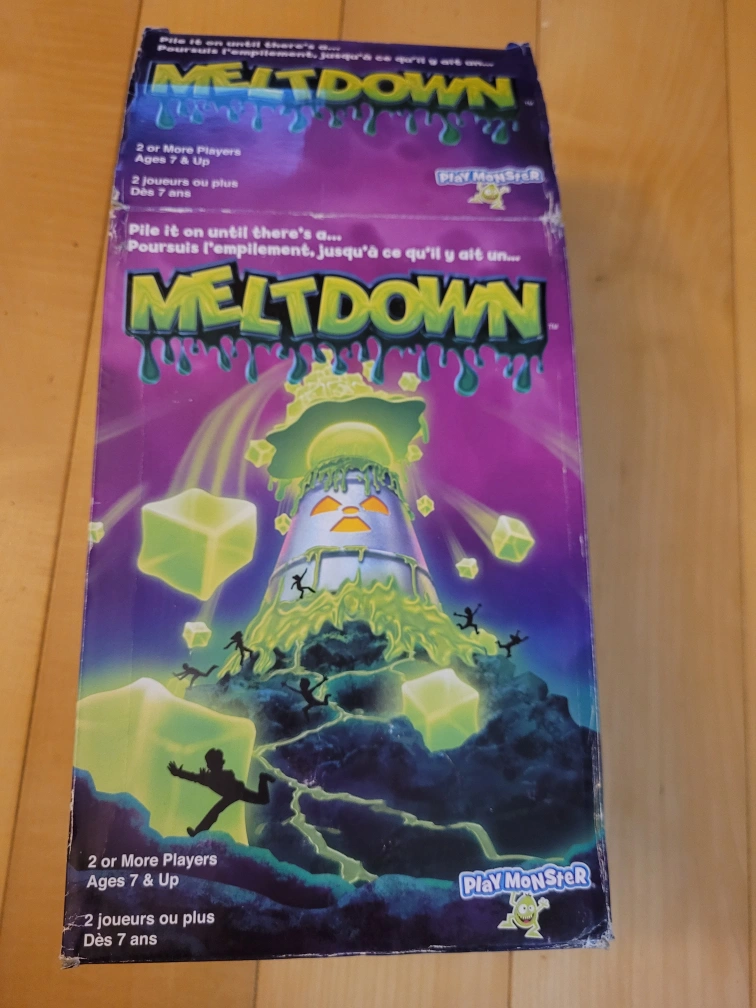 Pile it on until there's a...
Poursuis l'empilement, jusqu'à ce qu'il y ait un...
MELTDOWN™
2 or More Players
Ages 7 & Up
2 joueurs ou plus
Dès 7 ans
PLAY MONSTER
Pile it on until there's a...
Poursuis l'empilement, jusqu'à ce qu'il y ait un...
MELTDOWN™
2 or More Players
Ages 7 & Up
2 joueurs ou plus
Dès 7 ans
PLAY MONSTER